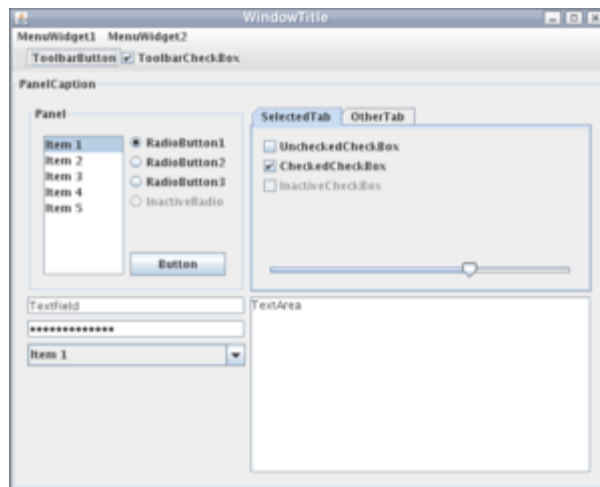 WindowTitle
MenuWidget1 MenuWidget2
ToolbarButton ToolbarCheckBox
PanelCaption
Panel
Item 1
Item 2
Item 3
Item 4
Item 5
RadioButton1
RadioButton2
RadioButton3
InactiveRadio
Button
SelectedTab OtherTab
UncheckedCheckBox
CheckedCheckBox
InactiveCheckBox
TextField
•••••••••••••
Item 1
TextArea